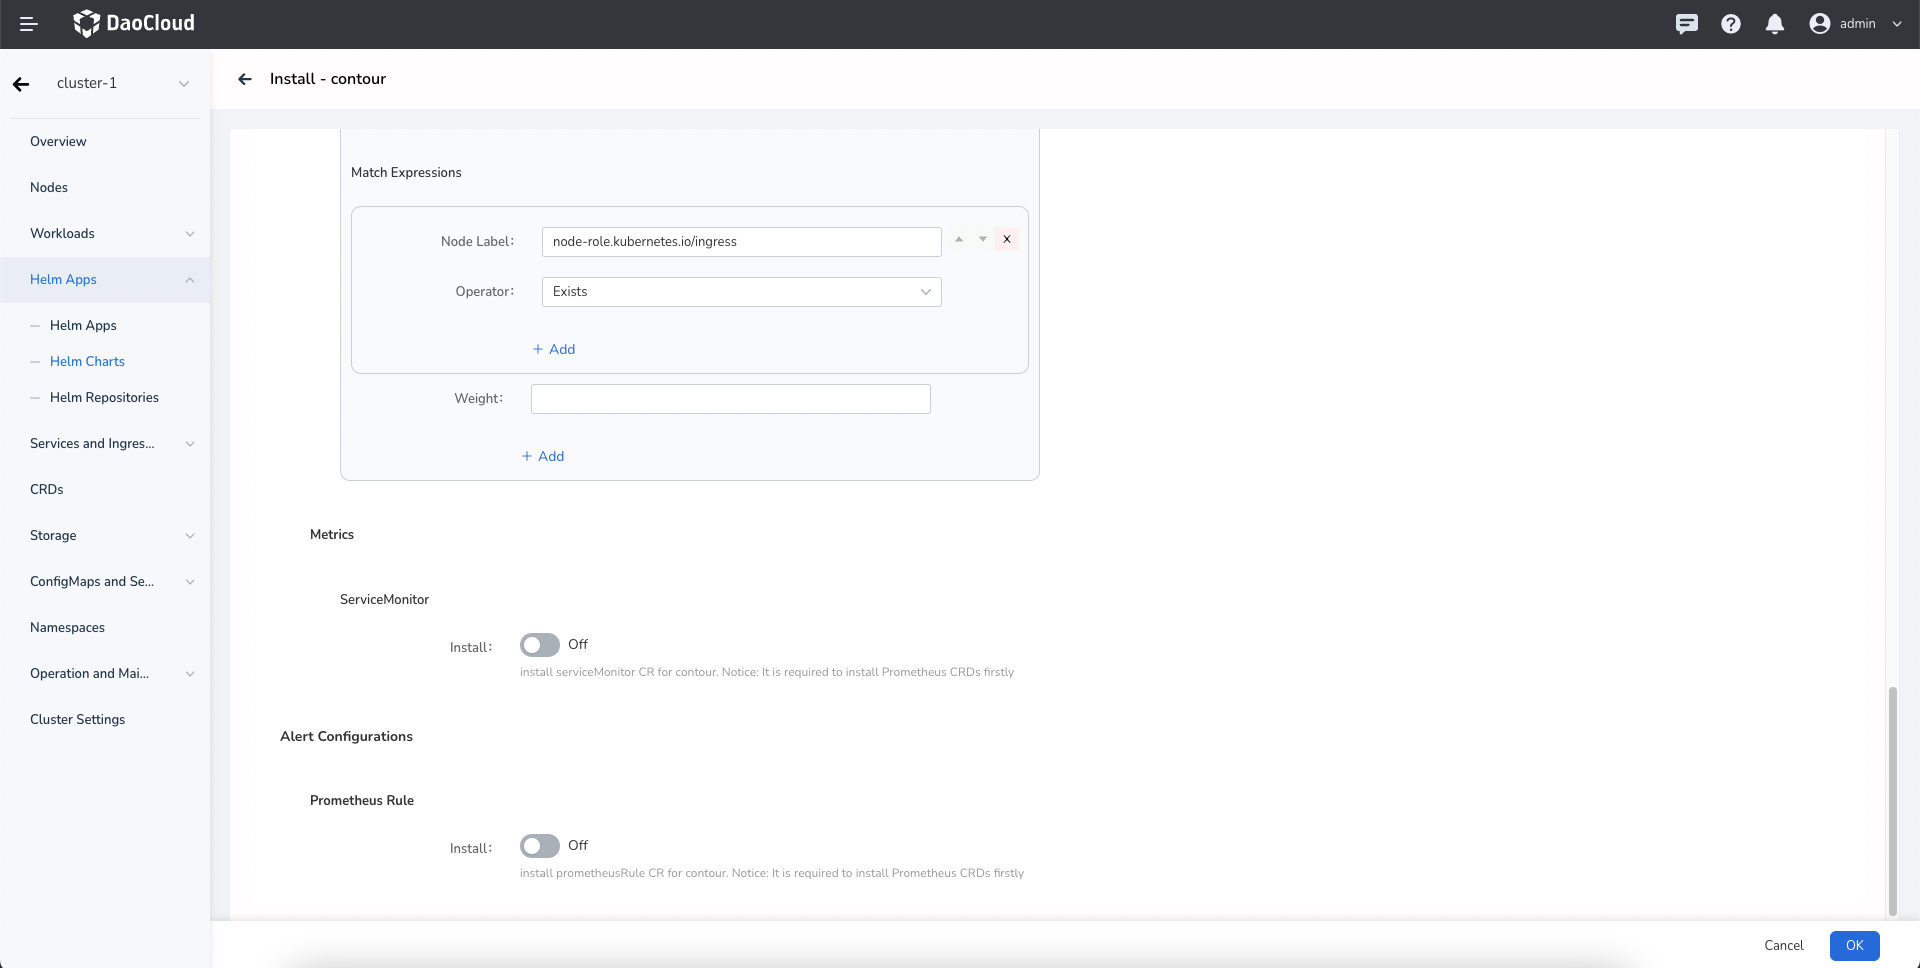 DaoCloud
admin
cluster-1
Install - contour
Overview
Nodes
Workloads
Helm Apps
Helm Apps
Helm Charts
Helm Repositories
Services and Ingres...
CRDs
Storage
ConfigMaps and Se...
Namespaces
Operation and Mai...
Cluster Settings
Match Expressions
Node Label:
node-role.kubernetes.io/ingress
X
Operator:
Exists
+ Add
Weight:
+ Add
Metrics
ServiceMonitor
Install:
Off
install serviceMonitor CR for contour. Notice: It is required to install Prometheus CRDs firstly
Alert Configurations
Prometheus Rule
Install:
Off
install prometheusRule CR for contour. Notice: It is required to install Prometheus CRDs firstly
Cancel
OK